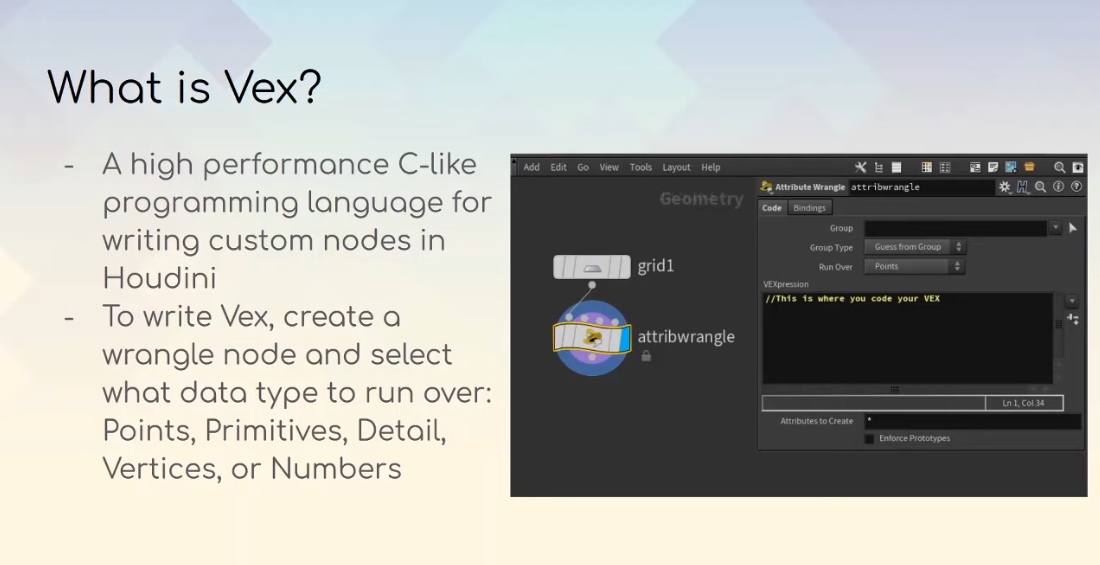 What is Vex?
- A high performance C-like
programming language for
writing custom nodes in
Houdini
- To write Vex, create a
wrangle node and select
what data type to run over:
Points, Primitives, Detail,
Vertices, or Numbers
Add Edit Go View Tools Layout Help
Geometry
grid1
attribwrangle
Attribute Wrangle attribwrangle
Code Bindings
Group
Group Type Guess from Group
Run Over Points
VEXpression
//This is where you code your VEX
Ln 1, Col 34
Attributes to Create *
Enforce Prototypes